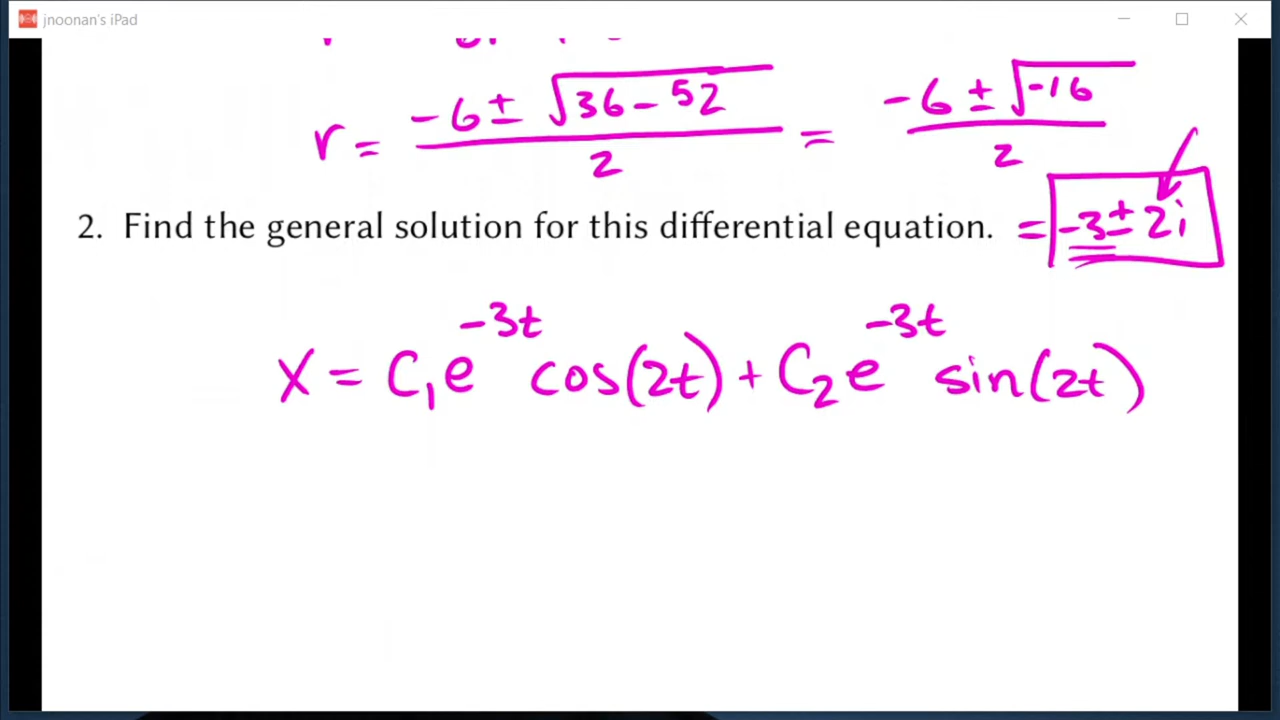 jnoonan's iPad
r = (-6 ± √(36 - 52))/2 = (-6 ± √(-16))/2
2. Find the general solution for this differential equation. = -3 ± 2i
x = C₁e^(-3t) cos(2t) + C₂e^(-3t) sin(2t)